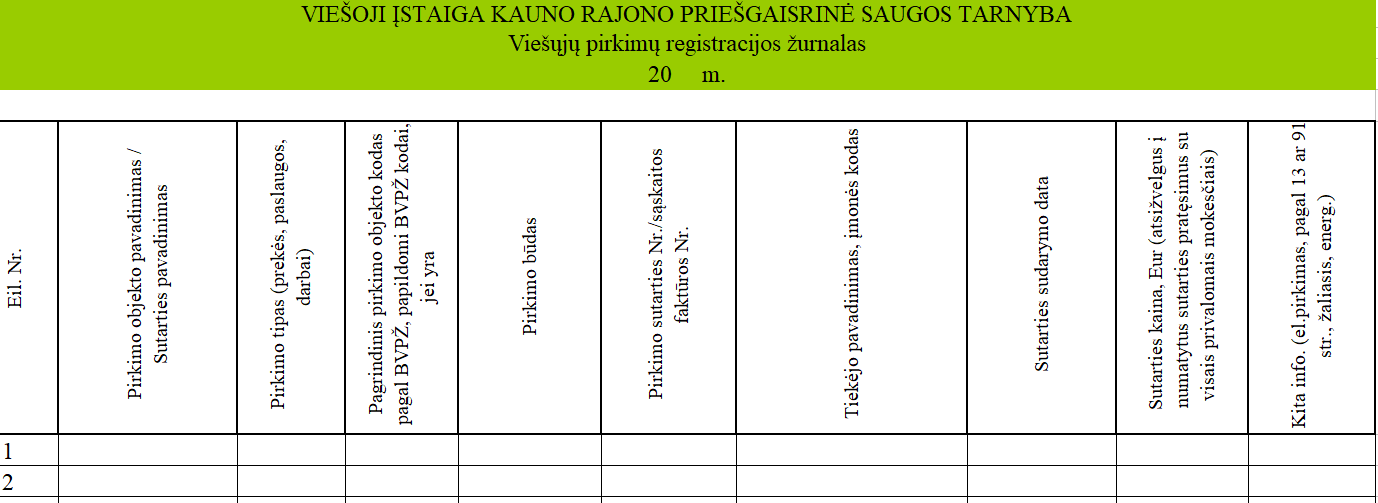 VIEŠOJI ĮSTAIGA KAUNO RAJONO PRIEŠGAISRINĖ SAUGOS TARNYBA
Viešųjų pirkimų registracijos žurnalas
20 m.
Eil. Nr.
Pirkimo objekto pavadinimas /
Sutarties pavadinimas
Pirkimo tipas (prekės, paslaugos,
darbai)
Pagrindinis pirkimo objekto kodas
pagal BVPŽ, papildomi BVPŽ kodai,
jei yra
Pirkimo būdas
Pirkimo sutarties Nr./sąskaitos
faktūros Nr.
Tiekėjo pavadinimas, įmonės kodas
Sutarties sudarymo data
Sutarties kaina, Eur (atsižvelgus į
numatytus sutarties pratęsimus su
visais privalomais mokesčiais)
Kita info. (el.pirkimas, pagal 13 ar 91
str., žaliasis, energ.)
1
2